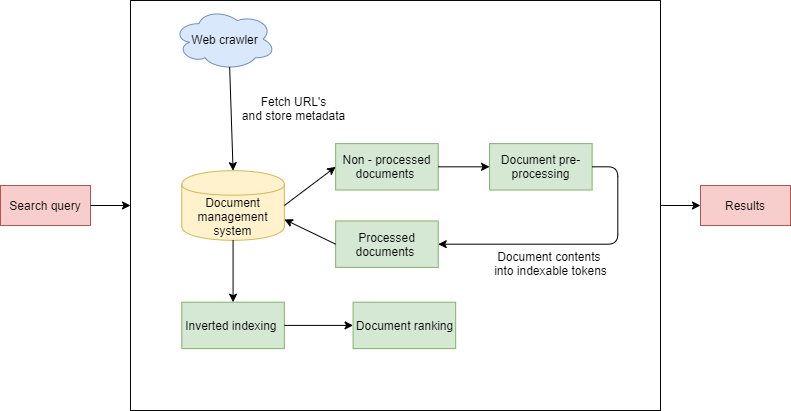 Web crawler
Fetch URL's
and store metadata
Non - processed
documents
Document pre-
processing
Search query
Document
management
system
Results
Processed
documents
Document contents
into indexable tokens
Inverted indexing
Document ranking